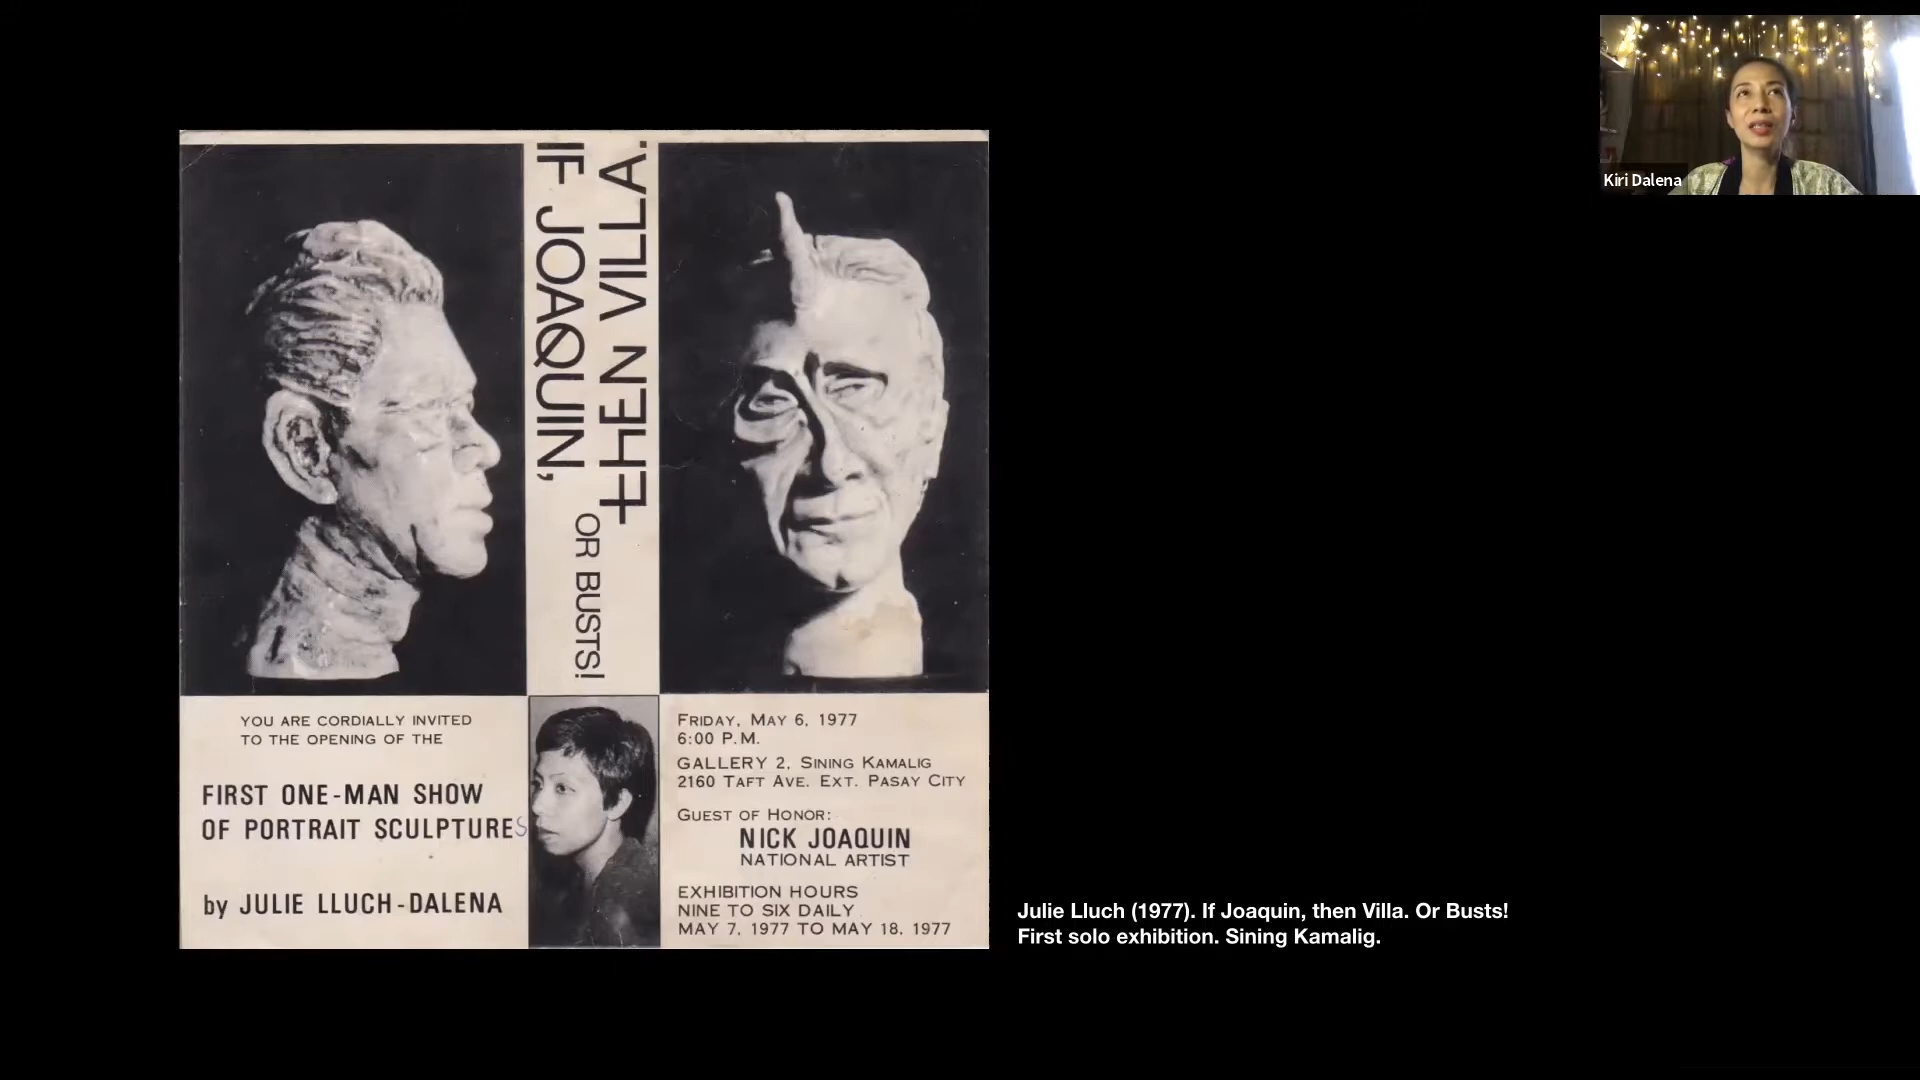 IF JOAQUIN,
THEN VILLA.
OR BUSTS!
YOU ARE CORDIALLY INVITED
TO THE OPENING OF THE
FIRST ONE-MAN SHOW
OF PORTRAIT SCULPTURES
by JULIE LLUCH-DALENA
FRIDAY, MAY 6, 1977
6:00 P.M.
GALLERY 2, SINING KAMALIG
2160 TAFT AVE. EXT. PASAY CITY
GUEST OF HONOR:
NICK JOAQUIN
NATIONAL ARTIST
EXHIBITION HOURS
NINE TO SIX DAILY
MAY 7, 1977 TO MAY 18, 1977
Julie Lluch (1977). If Joaquin, then Villa. Or Busts!
First solo exhibition. Sining Kamalig.
Kiri Dalena